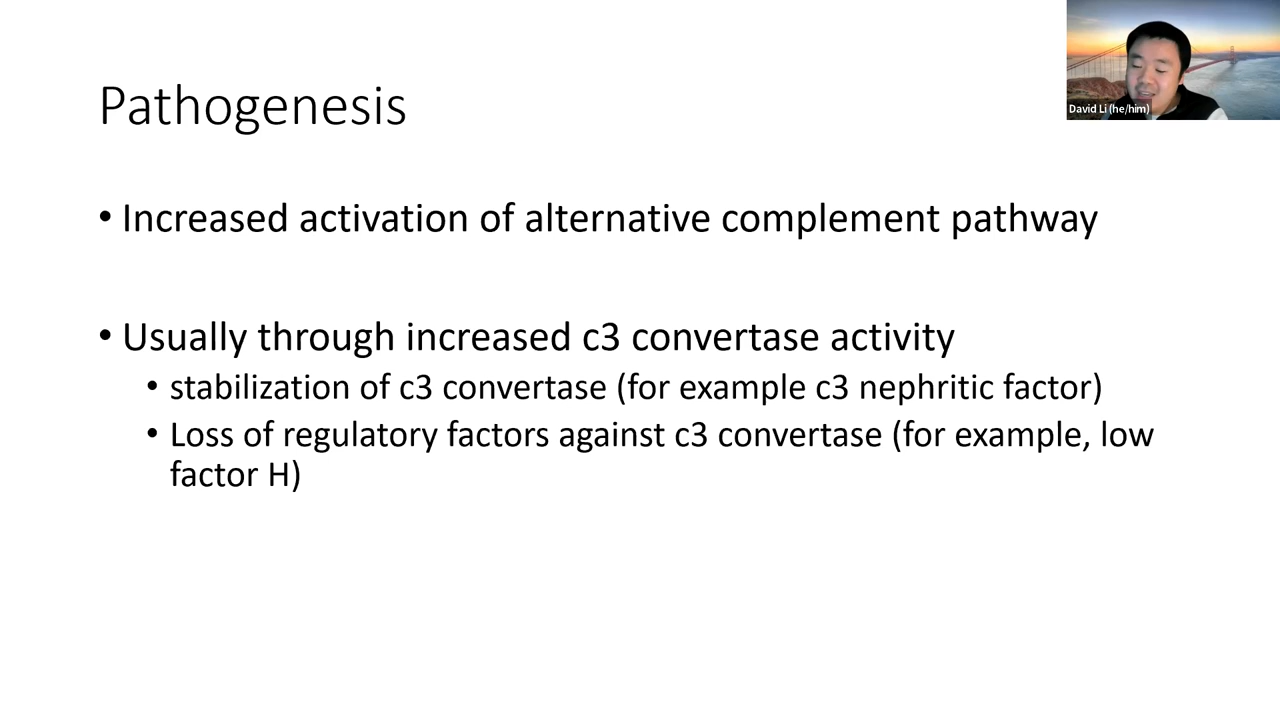 David Li (he/him)
Pathogenesis
• Increased activation of alternative complement pathway
• Usually through increased c3 convertase activity
• stabilization of c3 convertase (for example c3 nephritic factor)
• Loss of regulatory factors against c3 convertase (for example, low
factor H)